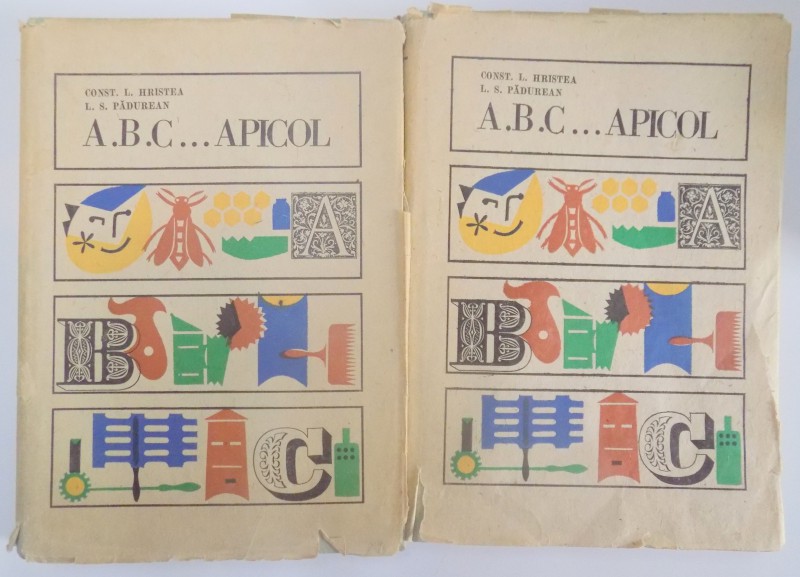 CONST. L. HRISTEA
L. S. PĂDUREAN
A.B.C... APICOL
A
B
C
CONST. L. HRISTEA
L. S. PĂDUREAN
A.B.C... APICOL
A
B
C